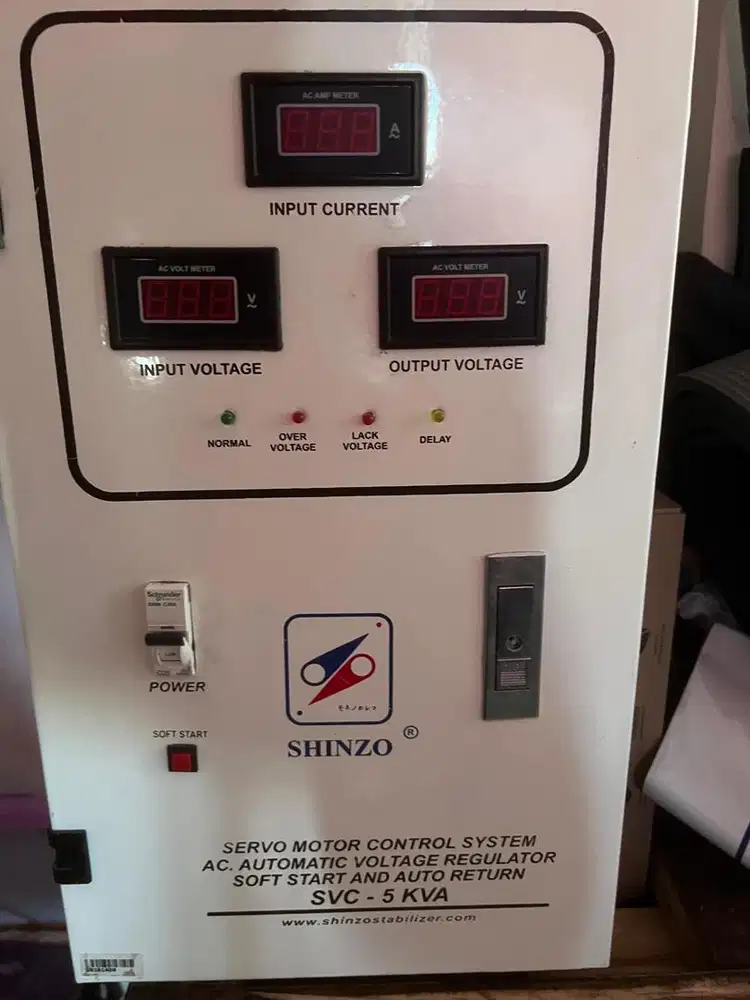 AC AMP METER
A
INPUT CURRENT
AC VOLT METER
V
INPUT VOLTAGE
AC VOLT METER
V
OUTPUT VOLTAGE
NORMAL
OVER
VOLTAGE
LACK
VOLTAGE
DELAY
Schneider
POWER
SOFT START
SHINZO ®
SERVO MOTOR CONTROL SYSTEM
AC. AUTOMATIC VOLTAGE REGULATOR
SOFT START AND AUTO RETURN
SVC - 5 KVA
www.shinzostabilizer.com